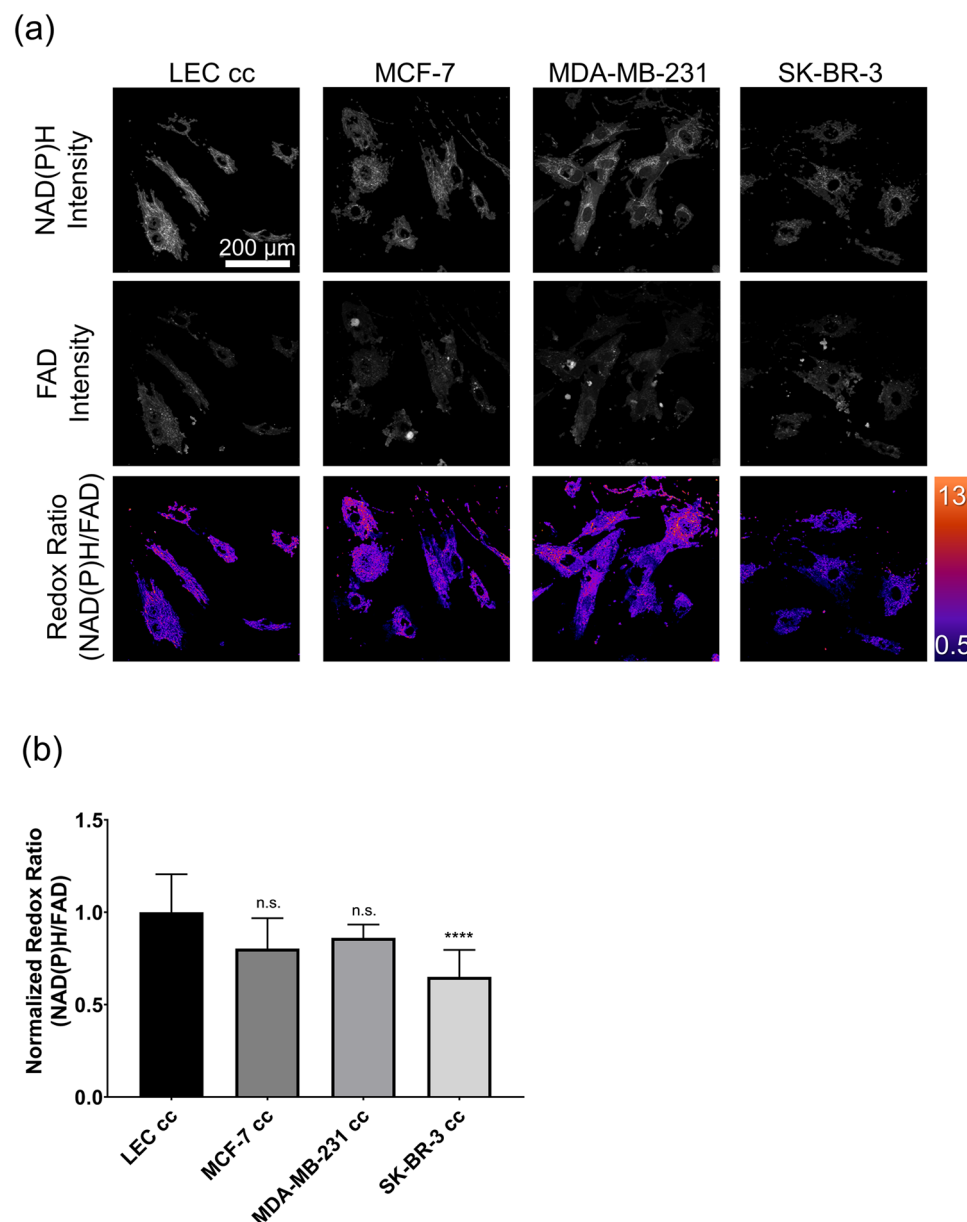 (a)
LEC cc
MCF-7
MDA-MB-231
SK-BR-3
NAD(P)H
Intensity
200 µm
FAD
Intensity
Redox Ratio
(NAD(P)H/FAD)
13
0.5
(b)
Normalized Redox Ratio
(NAD(P)H/FAD)
1.5
1.0
0.5
0.0
n.s.
n.s.
****
LEC cc
MCF-7 cc
MDA-MB-231 cc
SK-BR-3 cc